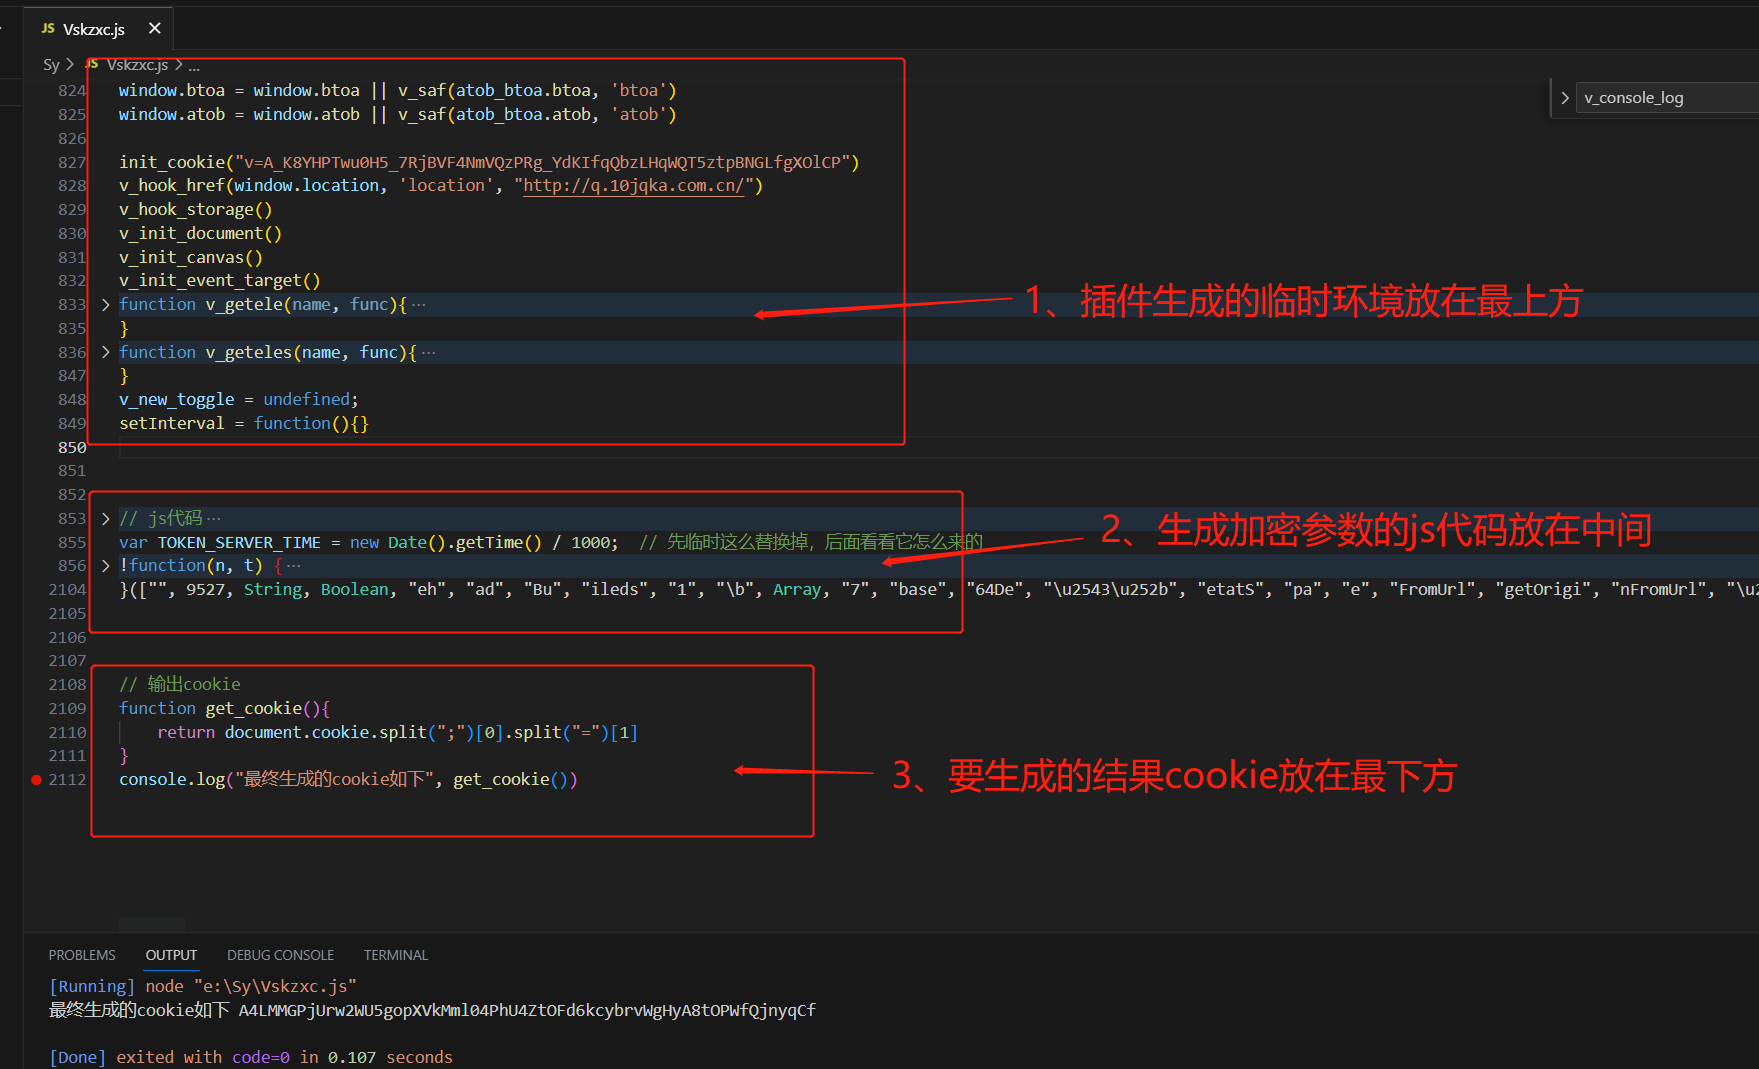 JS Vskzxc.js
Sy > JS Vskzxc.js > ...
v_console_log
824 window.btoa = window.btoa || v_saf(atob_btoa.btoa, 'btoa')
825 window.atob = window.atob || v_saf(atob_btoa.atob, 'atob')
826
827 init_cookie("v=A_K8YHPTwu0H5_7RjBVF4NmVQzPRg_YdKIfqQbzLHqWQT5ztpBNGLfgXOlCP")
828 v_hook_href(window.location, 'location', "http://q.10jqka.com.cn/")
829 v_hook_storage()
830 v_init_document()
831 v_init_canvas()
832 v_init_event_target()
833 function v_getele(name, func){ ···
835 }
836 function v_geteles(name, func){ ···
847 }
848 v_new_toggle = undefined;
849 setInterval = function(){}
850
1、插件生成的临时环境放在最上方
851
852
853 // js代码 ···
855 var TOKEN_SERVER_TIME = new Date().getTime() / 1000; // 先临时这么替换掉，后面看看它怎么来的
856 !function(n, t) { ···
2104 }(["", 9527, String, Boolean, "eh", "ad", "Bu", "ileds", "1", "\b", Array, "7", "base", "64De", "\u2543\u252b", "etatS", "pa", "e", "FromUrl", "getOrigi", "nFromUrl", "\u2
2、生成加密参数的js代码放在中间
2105
2106
2107
2108 // 输出cookie
2109 function get_cookie(){
2110 return document.cookie.split(";")[0].split("=")[1]
2111 }
2112 console.log("最终生成的cookie如下", get_cookie())
3、要生成的结果cookie放在最下方
PROBLEMS OUTPUT DEBUG CONSOLE TERMINAL
[Running] node "e:\Sy\Vskzxc.js"
最终生成的cookie如下 A4LMMGPjUrw2WU5gopXVkMml04PhU4ZtOFd6kcybrvWgHyA8tOPWfQjnyqCf
[Done] exited with code=0 in 0.107 seconds